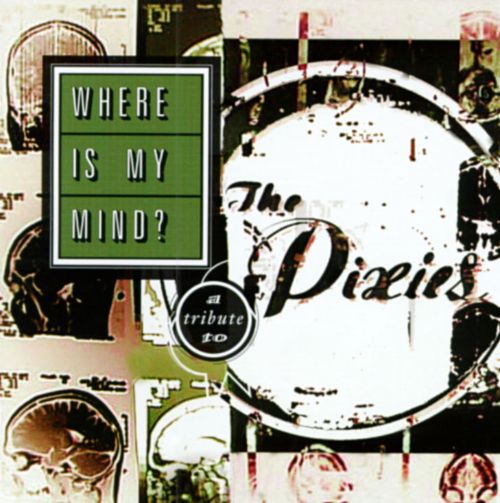 WHERE
IS MY
MIND?
a
tribute
to
The
Pixies